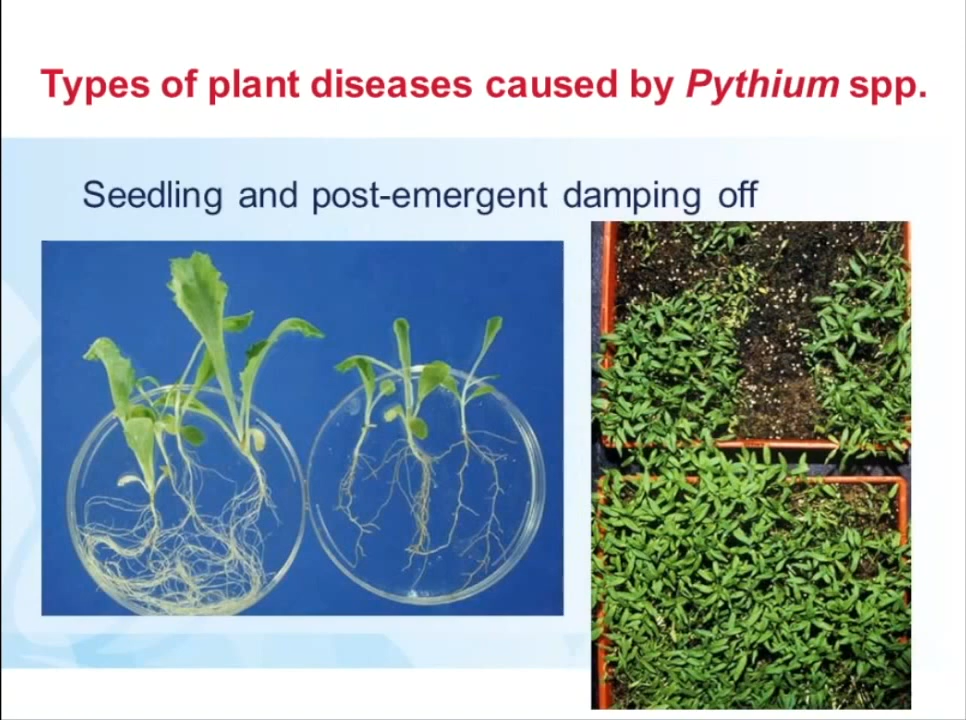 Types of plant diseases caused by Pythium spp.
Seedling and post-emergent damping off